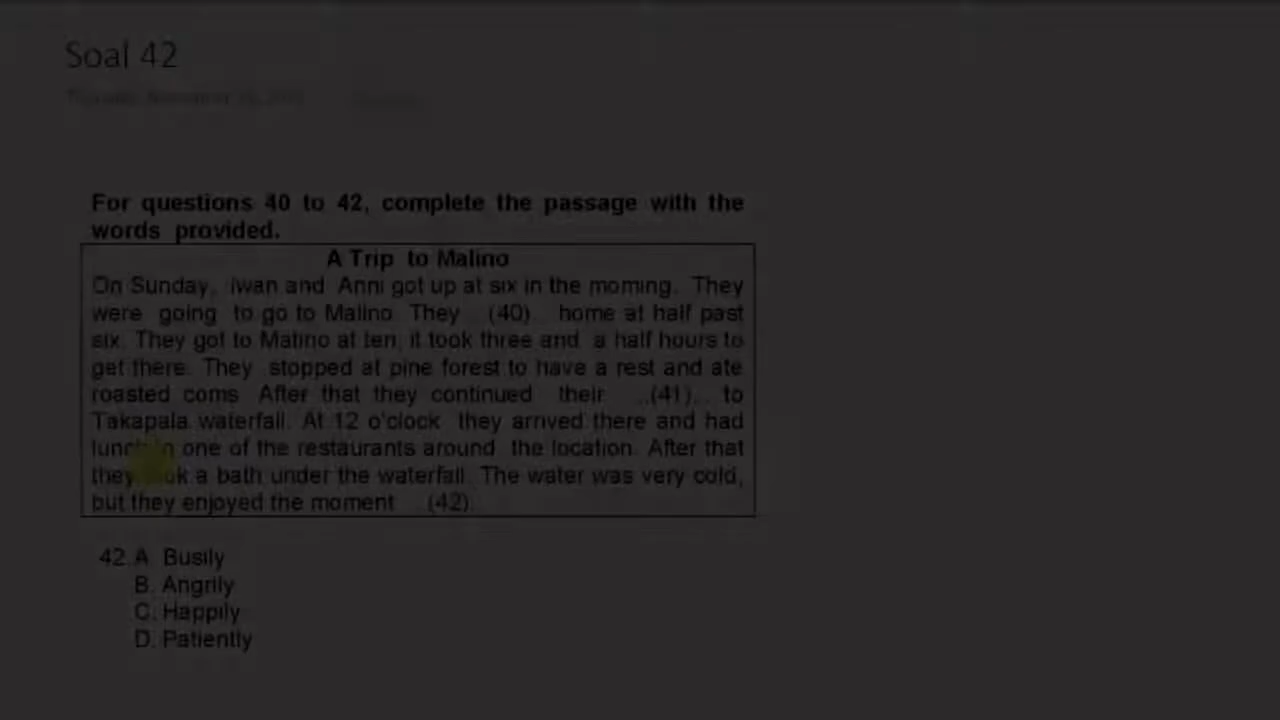 Soal 42
For questions 40 to 42, complete the passage with the
words provided.
A Trip to Malino
On Sunday, Iwan and Anni got up at six in the morning. They
were going to go to Malino. They ...(40)... home at half past
six. They got to Malino at ten, it took three and a half hours to
get there. They stopped at pine forest to have a rest and ate
roasted corns. After that they continued their ...(41)... to
Takapala waterfall. At 12 o'clock they arrived there and had
lunch in one of the restaurants around the location. After that
they took a bath under the waterfall. The water was very cold,
but they enjoyed the moment ...(42).
42. A. Busily
B. Angrily
C. Happily
D. Patiently